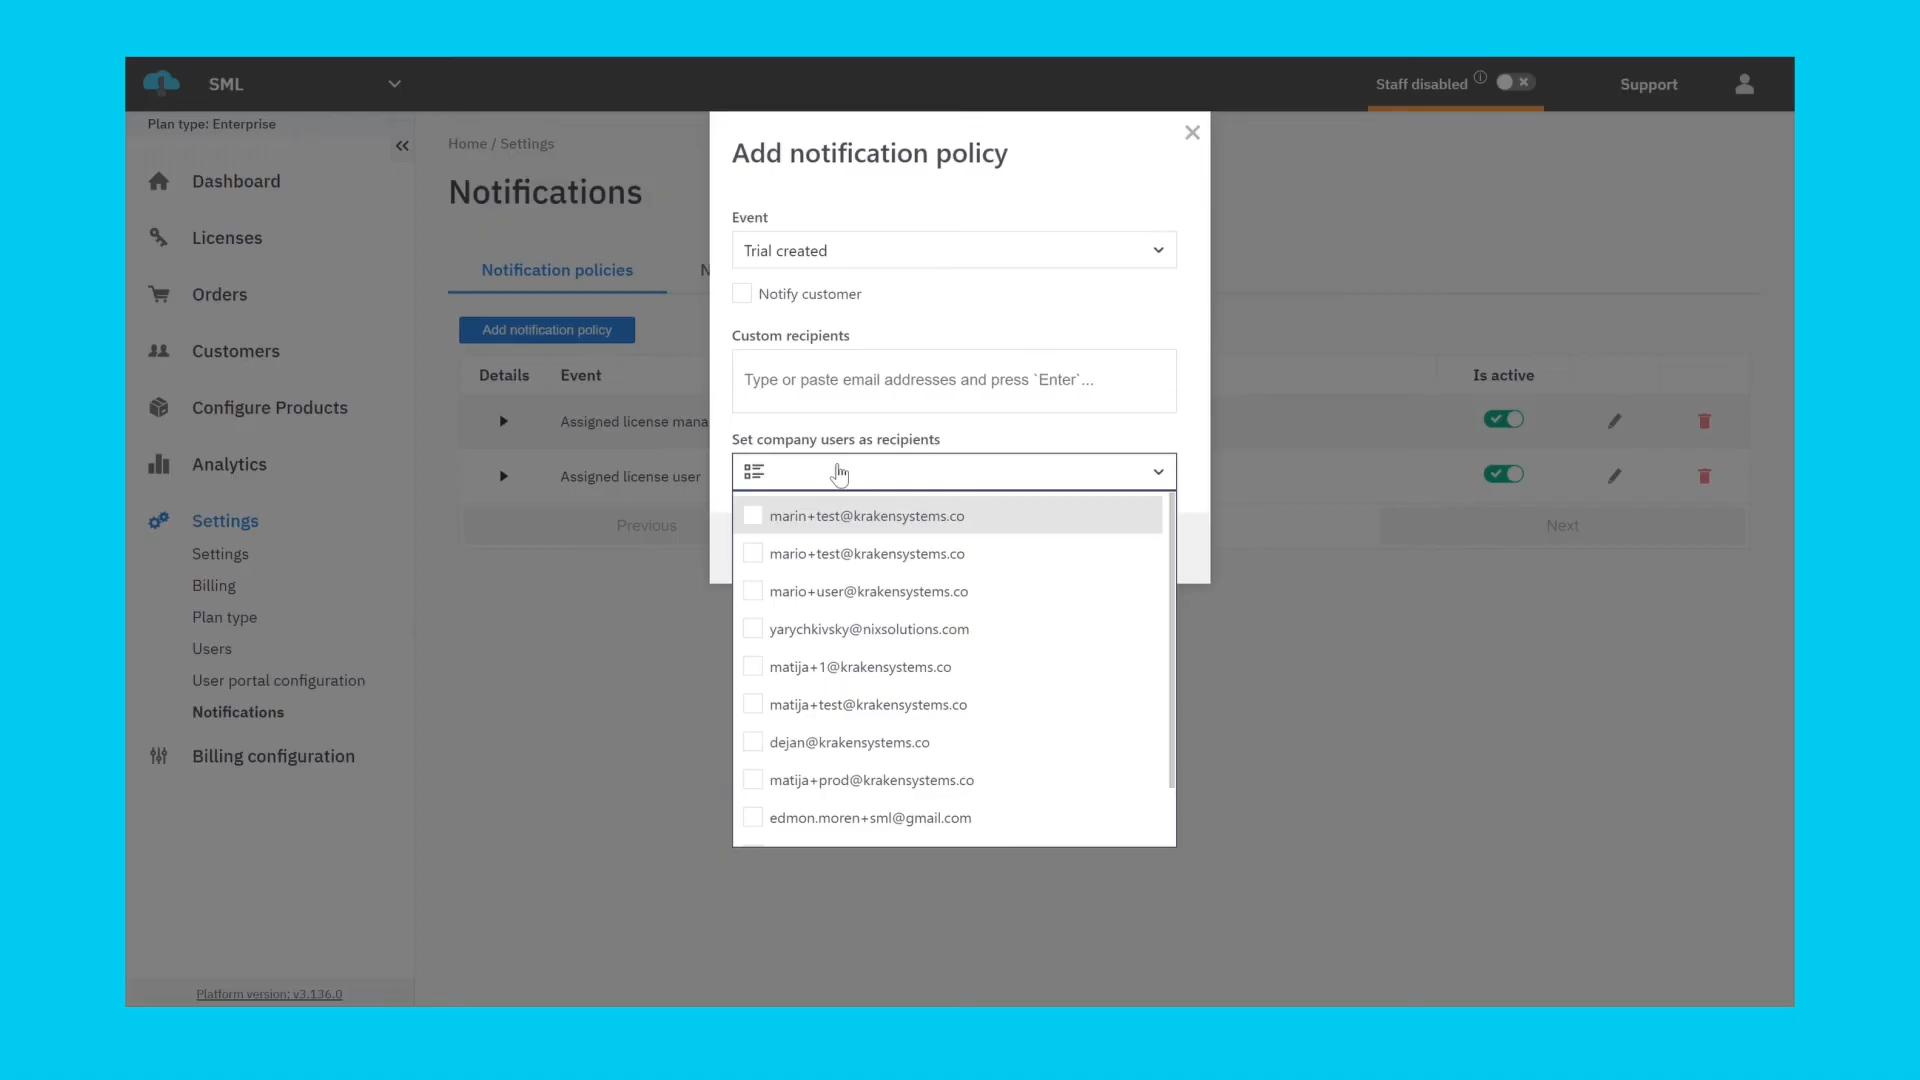 SML
Staff disabled
Support
Plan type: Enterprise
Home / Settings
Notifications
Dashboard
Licenses
Orders
Customers
Configure Products
Analytics
Settings
Settings
Billing
Plan type
Users
User portal configuration
Notifications
Billing configuration
Platform version: v3.136.0
Notification policies
N
Add notification policy
Details Event Is active
Assigned license mana
Assigned license user
Previous Next
Add notification policy
Event
Trial created
Notify customer
Custom recipients
Type or paste email addresses and press `Enter`...
Set company users as recipients
marin+test@krakensystems.co
mario+test@krakensystems.co
mario+user@krakensystems.co
yarychkivsky@nixsolutions.com
matija+1@krakensystems.co
matija+test@krakensystems.co
dejan@krakensystems.co
matija+prod@krakensystems.co
edmon.moren+sml@gmail.com